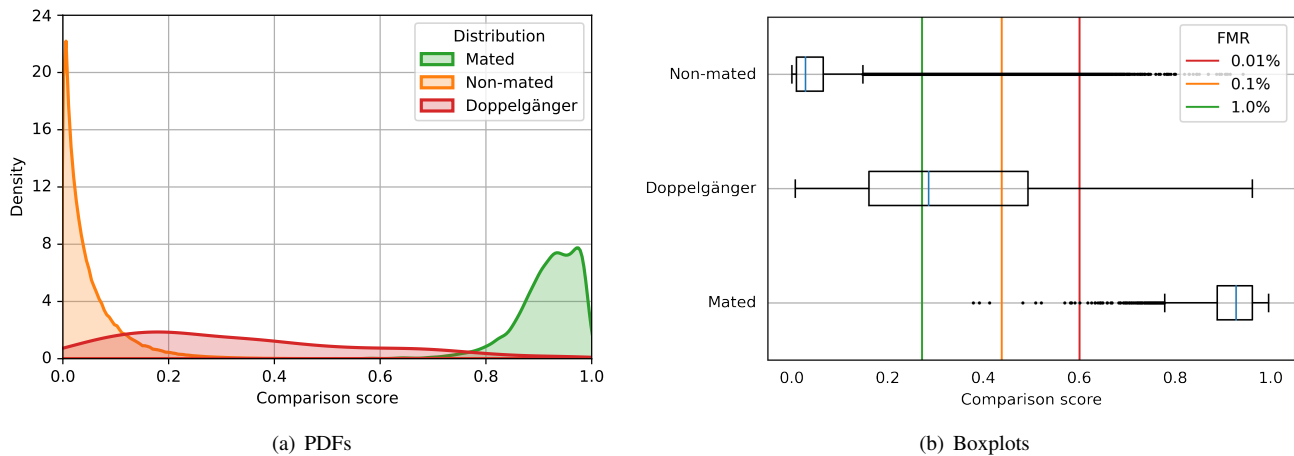 24
20
16
12
8
4
0
Density
0.0 0.2 0.4 0.6 0.8 1.0
Comparison score
Distribution
Mated
Non-mated
Doppelgänger
(a) PDFs
Non-mated
Doppelgänger
Mated
0.0 0.2 0.4 0.6 0.8 1.0
Comparison score
FMR
0.01%
0.1%
1.0%
(b) Boxplots